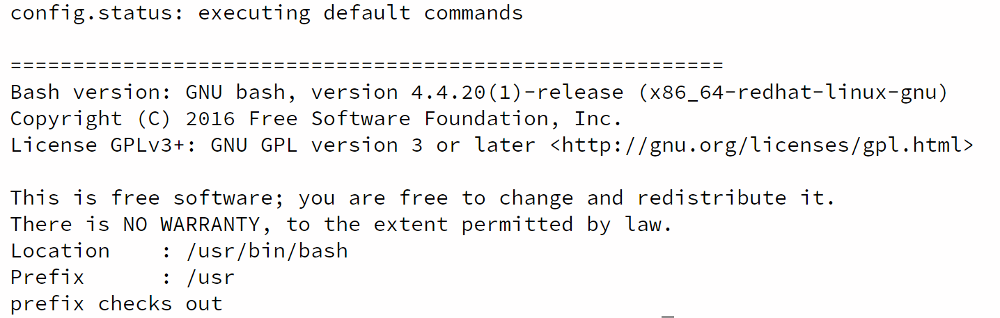 config.status: executing default commands
=========================================================
Bash version: GNU bash, version 4.4.20(1)-release (x86_64-redhat-linux-gnu)
Copyright (C) 2016 Free Software Foundation, Inc.
License GPLv3+: GNU GPL version 3 or later <http://gnu.org/licenses/gpl.html>
This is free software; you are free to change and redistribute it.
There is NO WARRANTY, to the extent permitted by law.
Location    : /usr/bin/bash
Prefix      : /usr
prefix checks out